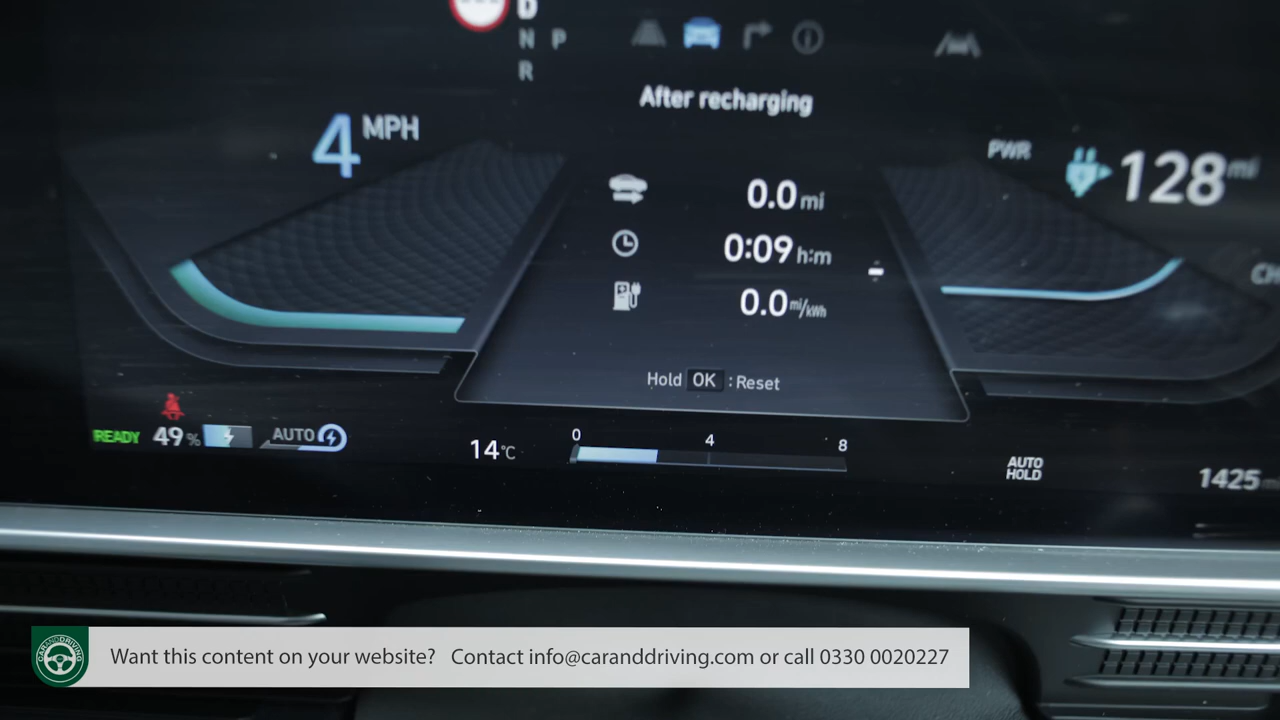 D
N P
R
After recharging
4 MPH
PWR
128 mi
0.0 mi
0:09 h:m
0.0 mi/kWh
CH
Hold OK : Reset
READY 49% AUTO
14°C
0 4 8
AUTO
HOLD
1425
CARANDDRIVING
Want this content on your website? Contact info@caranddriving.com or call 0330 0020227